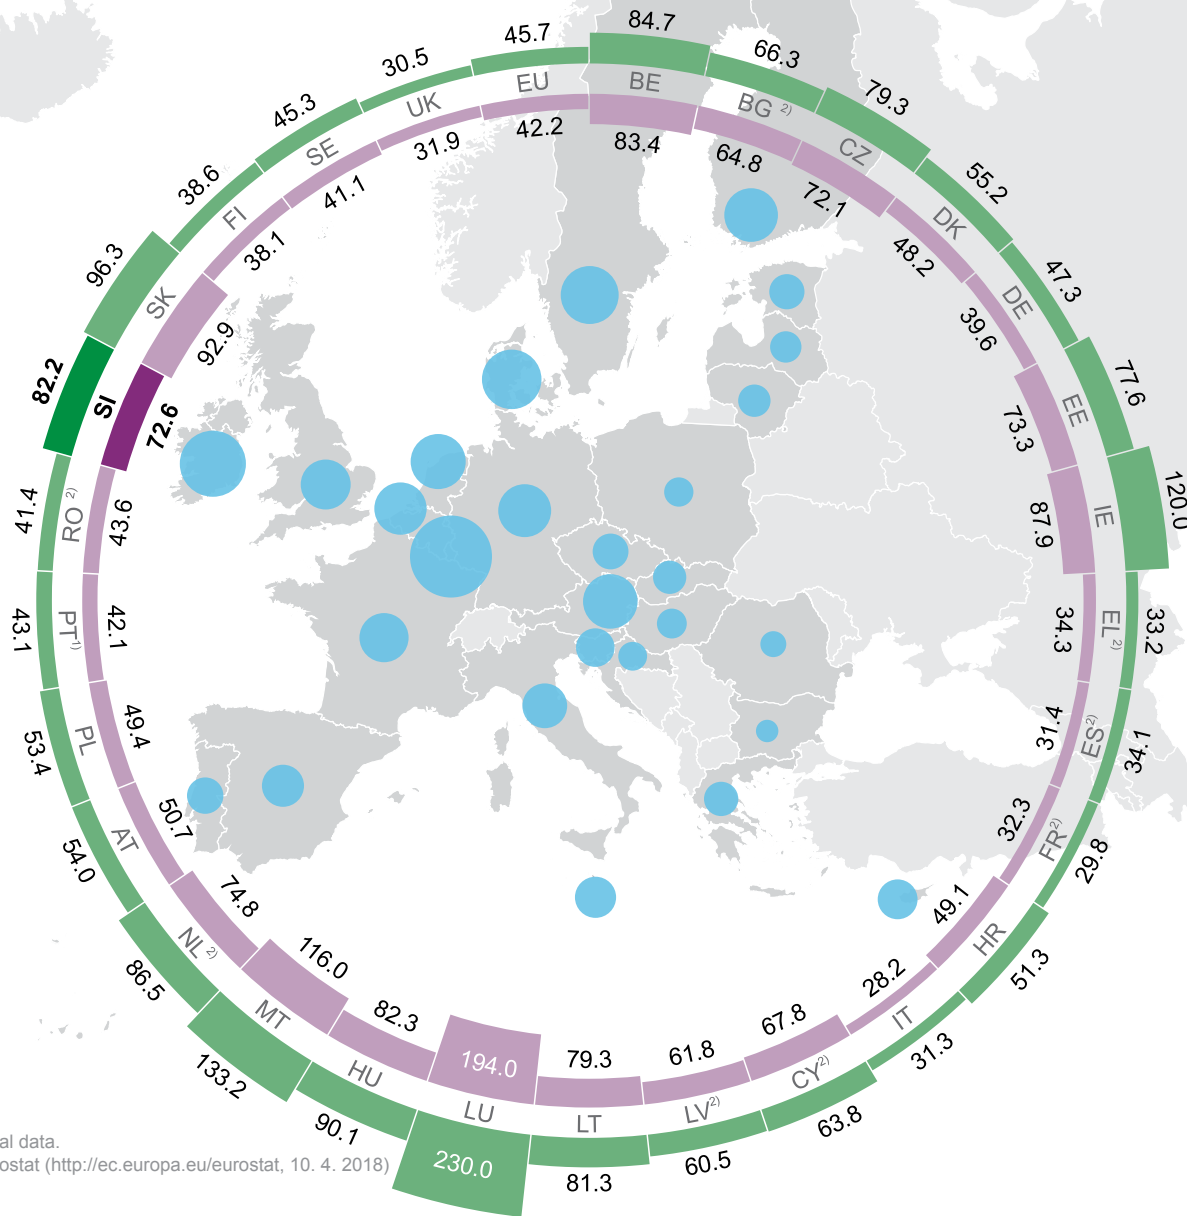 84.7
BE
83.4
66.3
BG 2)
64.8
79.3
CZ
72.1
55.2
DK
48.2
47.3
DE
39.6
77.6
EE
73.3
120.0
IE
87.9
33.2
EL 2)
34.3
34.1
ES 2)
31.4
29.8
FR 2)
32.3
51.3
HR
49.1
31.3
IT
28.2
63.8
CY 2)
67.8
60.5
LV 2)
61.8
81.3
LT
79.3
230.0
LU
194.0
90.1
HU
82.3
133.2
MT
116.0
86.5
NL 2)
74.8
54.0
AT
50.7
53.4
PL
49.4
43.1
PT 1)
42.1
41.4
RO 2)
43.6
82.2
SI
72.6
96.3
SK
92.9
38.6
FI
38.1
45.3
SE
41.1
30.5
UK
31.9
45.7
EU
42.2
al data.
ostat (http://ec.europa.eu/eurostat, 10. 4. 2018)